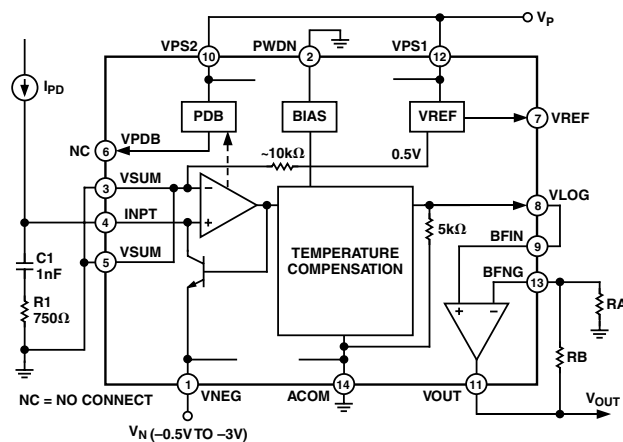 VP
VPS2
PWDN
VPS1
10
2
12
IPD
PDB
BIAS
VREF
7
VREF
VPDB
NC
6
~10kΩ
0.5V
VSUM
3
−
VLOG
INPT
4
+
8
5kΩ
VSUM
5
TEMPERATURE
COMPENSATION
BFIN
9
C1
1nF
BFNG
13
R1
750Ω
+ −
RA
RB
1
VNEG
ACOM
14
VOUT
11
NC = NO CONNECT
VOUT
VN (−0.5V TO −3V)